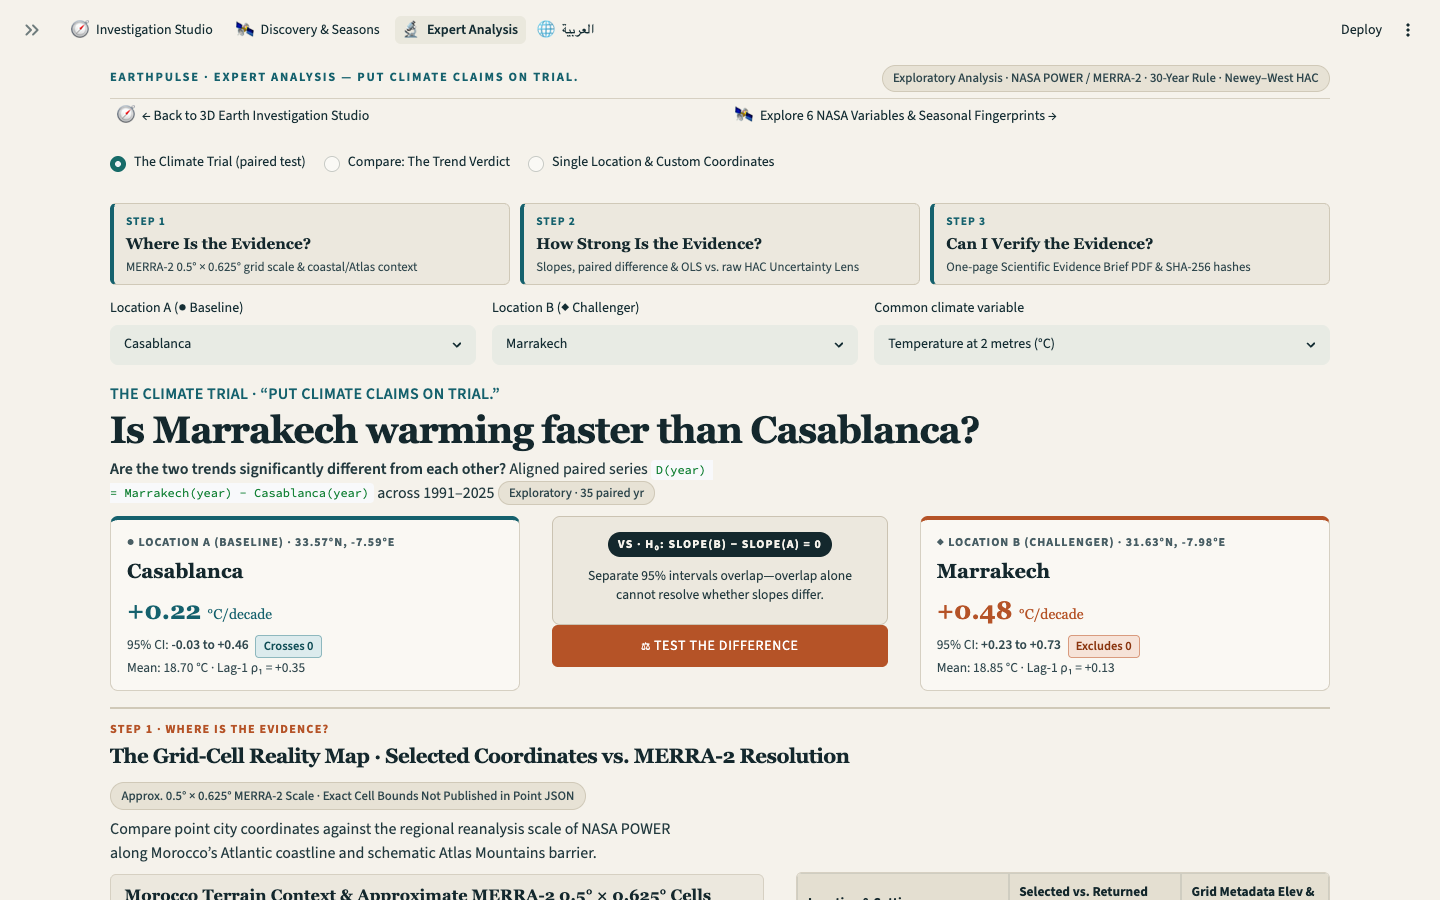 Investigation Studio
Discovery & Seasons
Expert Analysis
العربية
Deploy
EARTHPULSE · EXPERT ANALYSIS — PUT CLIMATE CLAIMS ON TRIAL.
Exploratory Analysis · NASA POWER / MERRA-2 · 30-Year Rule · Newey–West HAC
← Back to 3D Earth Investigation Studio
Explore 6 NASA Variables & Seasonal Fingerprints →
The Climate Trial (paired test)
Compare: The Trend Verdict
Single Location & Custom Coordinates
STEP 1
Where Is the Evidence?
MERRA-2 0.5° × 0.625° grid scale & coastal/Atlas context
STEP 2
How Strong Is the Evidence?
Slopes, paired difference & OLS vs. raw HAC Uncertainty Lens
STEP 3
Can I Verify the Evidence?
One-page Scientific Evidence Brief PDF & SHA-256 hashes
Location A (● Baseline)
Casablanca
Location B (◆ Challenger)
Marrakech
Common climate variable
Temperature at 2 metres (°C)
THE CLIMATE TRIAL · “PUT CLIMATE CLAIMS ON TRIAL.”
Is Marrakech warming faster than Casablanca?
Are the two trends significantly different from each other? Aligned paired series D(year)
= Marrakech(year) − Casablanca(year) across 1991–2025 Exploratory · 35 paired yr
● LOCATION A (BASELINE) · 33.57°N, -7.59°E
Casablanca
+0.22 °C/decade
95% CI: -0.03 to +0.46 Crosses 0
Mean: 18.70 °C · Lag-1 ρ₁ = +0.35
VS · H₀: SLOPE(B) − SLOPE(A) = 0
Separate 95% intervals overlap—overlap alone
cannot resolve whether slopes differ.
⚖ TEST THE DIFFERENCE
◆ LOCATION B (CHALLENGER) · 31.63°N, -7.98°E
Marrakech
+0.48 °C/decade
95% CI: +0.23 to +0.73 Excludes 0
Mean: 18.85 °C · Lag-1 ρ₁ = +0.13
STEP 1 · WHERE IS THE EVIDENCE?
The Grid-Cell Reality Map · Selected Coordinates vs. MERRA-2 Resolution
Approx. 0.5° × 0.625° MERRA-2 Scale · Exact Cell Bounds Not Published in Point JSON
Compare point city coordinates against the regional reanalysis scale of NASA POWER
along Morocco’s Atlantic coastline and schematic Atlas Mountains barrier.
Morocco Terrain Context & Approximate MERRA-2 0.5° × 0.625° Cells
Selected vs. Returned
Grid Metadata Elev &